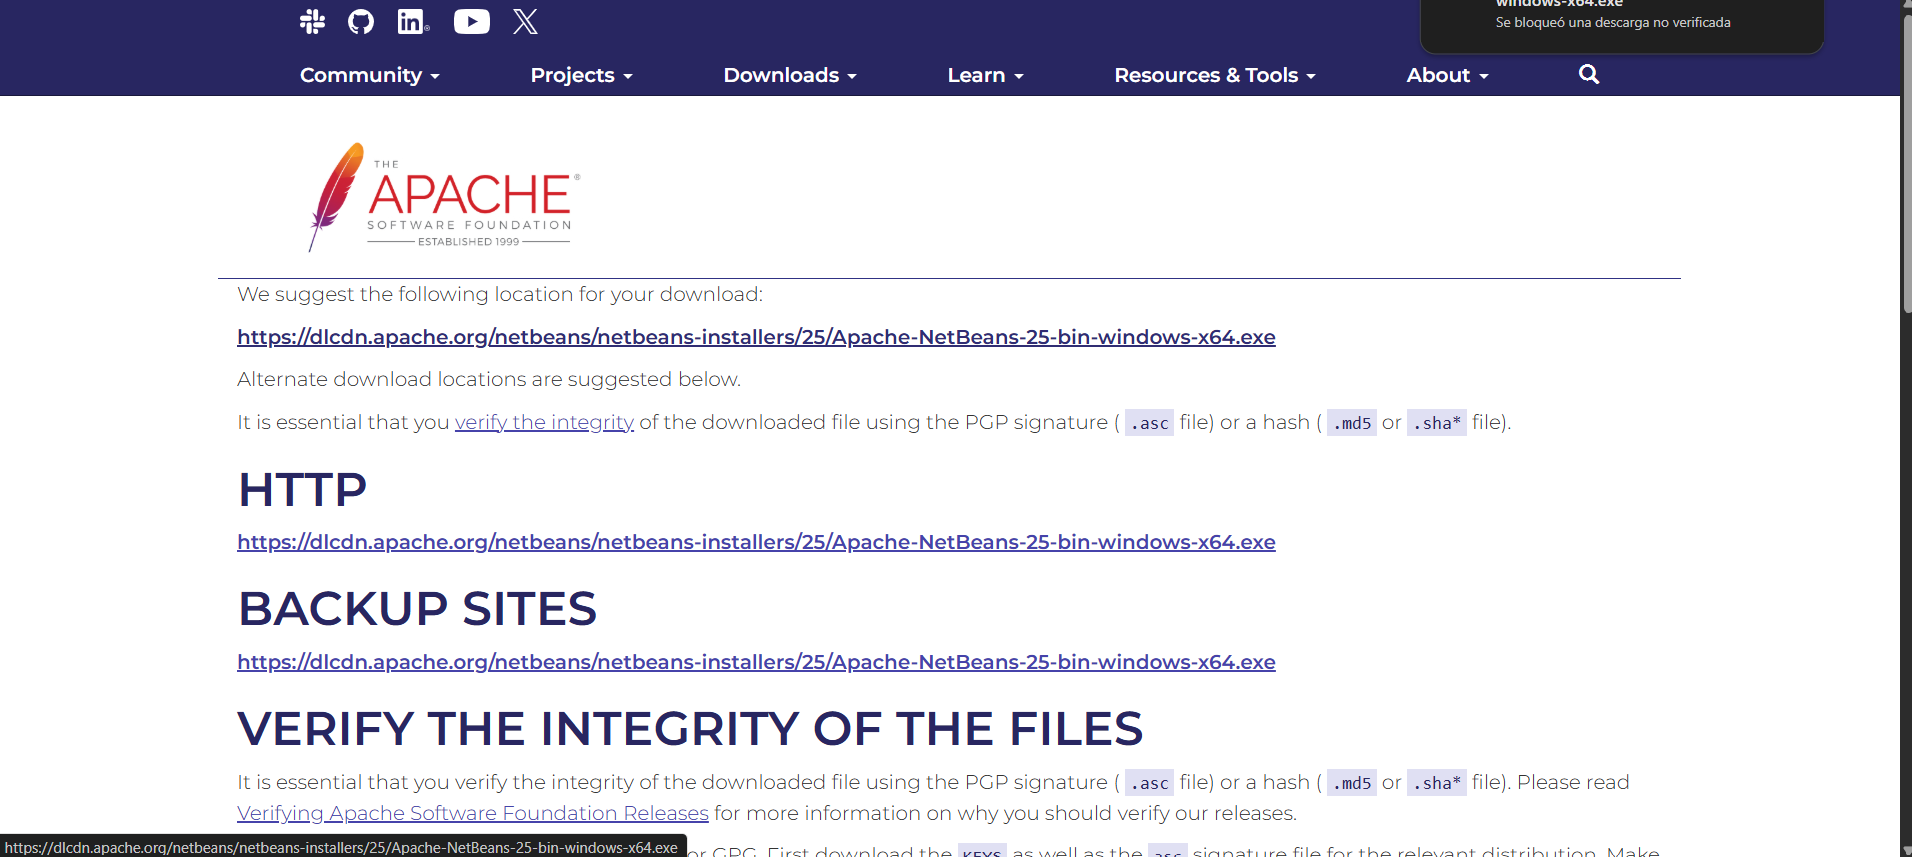 windows-x64.exe
Se bloqueó una descarga no verificada
Community Projects Downloads Learn Resources & Tools About
THE
APACHE®
SOFTWARE FOUNDATION
ESTABLISHED 1999
We suggest the following location for your download:
https://dlcdn.apache.org/netbeans/netbeans-installers/25/Apache-NetBeans-25-bin-windows-x64.exe
Alternate download locations are suggested below.
It is essential that you verify the integrity of the downloaded file using the PGP signature ( .asc file) or a hash ( .md5 or .sha* file).
HTTP
https://dlcdn.apache.org/netbeans/netbeans-installers/25/Apache-NetBeans-25-bin-windows-x64.exe
BACKUP SITES
https://dlcdn.apache.org/netbeans/netbeans-installers/25/Apache-NetBeans-25-bin-windows-x64.exe
VERIFY THE INTEGRITY OF THE FILES
It is essential that you verify the integrity of the downloaded file using the PGP signature ( .asc file) or a hash ( .md5 or .sha* file). Please read
Verifying Apache Software Foundation Releases for more information on why you should verify our releases.
or GPG. First download the KEYS as well as the asc signature file for the relevant distribution. Make
https://dlcdn.apache.org/netbeans/netbeans-installers/25/Apache-NetBeans-25-bin-windows-x64.exe